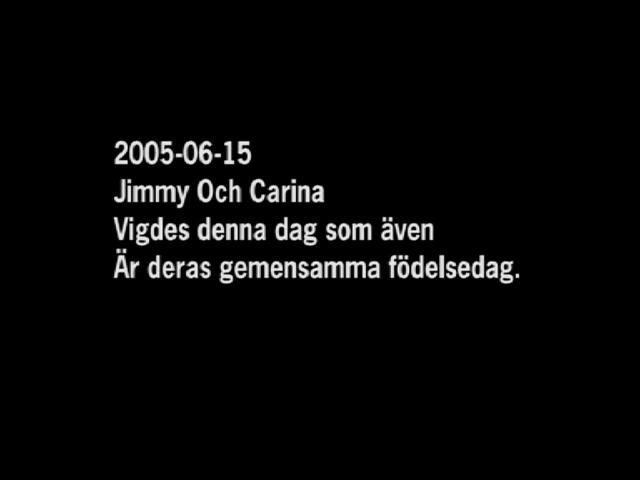 2005-06-15
Jimmy Och Carina
Vigdes denna dag som även
Är deras gemensamma födelsedag.